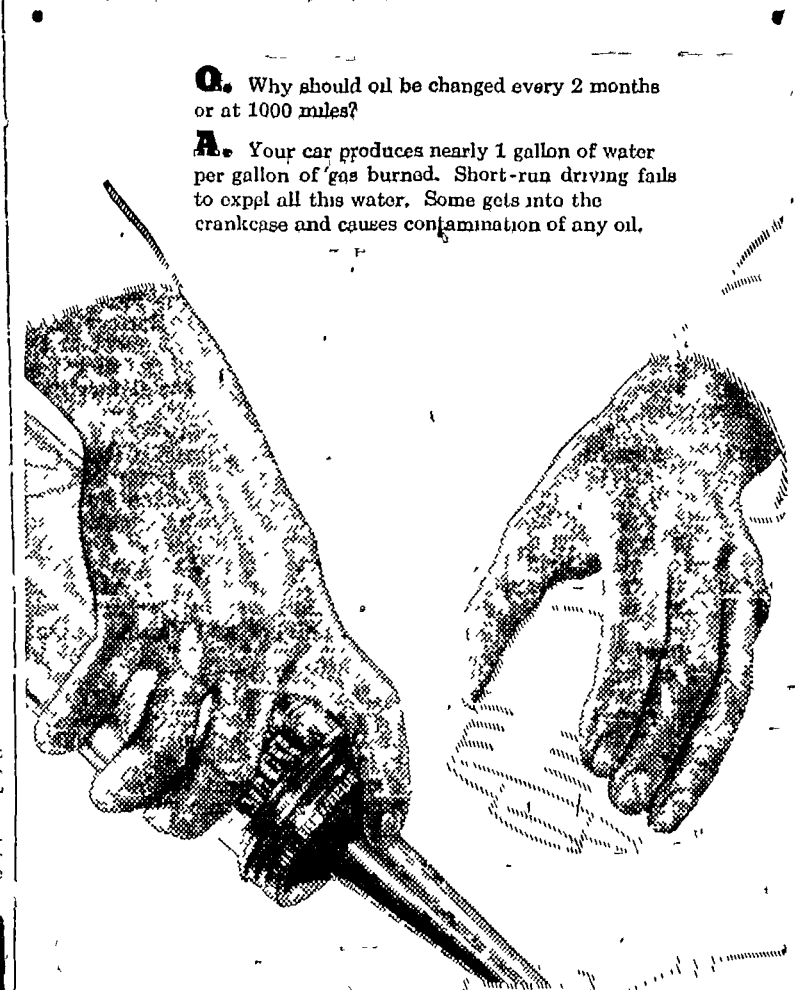 Q. Why should oil be changed every 2 months
or at 1000 miles?
A. Your car produces nearly 1 gallon of water
per gallon of gas burned. Short-run driving fails
to expel all this water. Some gets into the
crankcase and causes contamination of any oil.